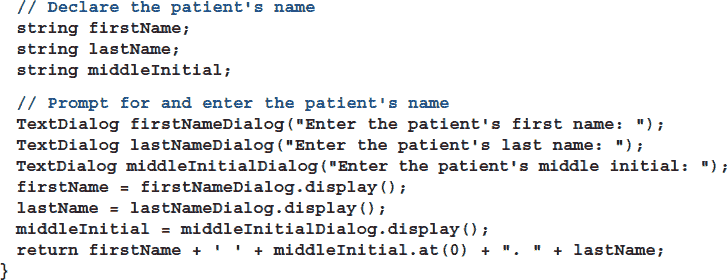 // Declare the patient's name
string firstName;
string lastName;
string middleInitial;
// Prompt for and enter the patient's name
TextDialog firstNameDialog("Enter the patient's first name: ");
TextDialog lastNameDialog("Enter the patient's last name: ");
TextDialog middleInitialDialog("Enter the patient's middle initial: ");
firstName = firstNameDialog.display();
lastName = lastNameDialog.display();
middleInitial = middleInitialDialog.display();
return firstName + ' ' + middleInitial.at(0) + ". " + lastName;
}